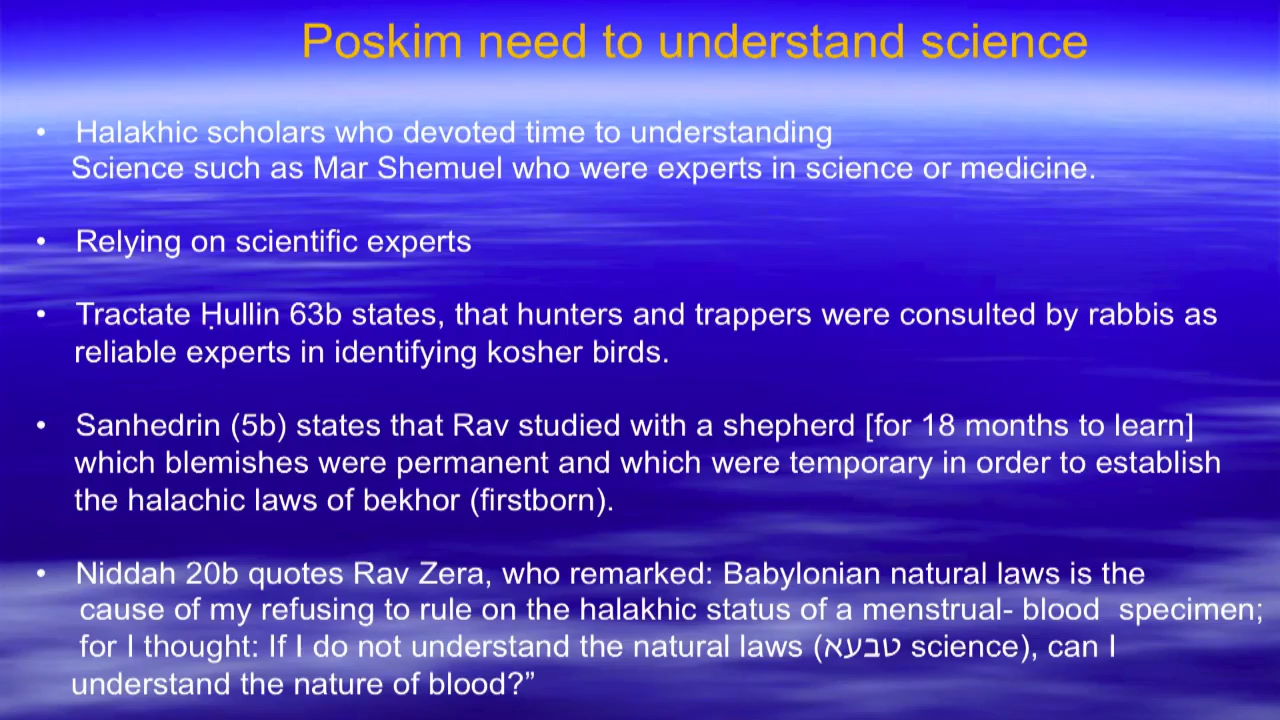 Poskim need to understand science
• Halakhic scholars who devoted time to understanding
Science such as Mar Shemuel who were experts in science or medicine.
• Relying on scientific experts
• Tractate Ḥullin 63b states, that hunters and trappers were consulted by rabbis as
reliable experts in identifying kosher birds.
• Sanhedrin (5b) states that Rav studied with a shepherd [for 18 months to learn]
which blemishes were permanent and which were temporary in order to establish
the halachic laws of bekhor (firstborn).
• Niddah 20b quotes Rav Zera, who remarked: Babylonian natural laws is the
cause of my refusing to rule on the halakhic status of a menstrual- blood specimen;
for I thought: If I do not understand the natural laws (טבעא science), can I
understand the nature of blood?”